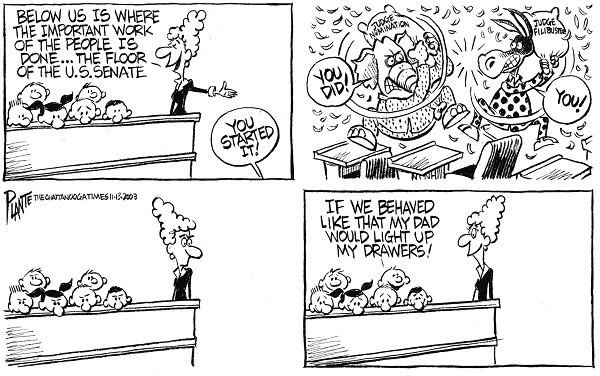 BELOW US IS WHERE
THE IMPORTANT WORK
OF THE PEOPLE IS
DONE... THE FLOOR
OF THE U.S. SENATE
YOU
STARTED
IT!
JUDGE
NOMINATION
YOU
DID!
JUDGE
FILIBUSTER
YOU!
PLANTE
THE CHATTANOOGA TIMES 11·13·2003
IF WE BEHAVED
LIKE THAT MY DAD
WOULD LIGHT UP
MY DRAWERS!